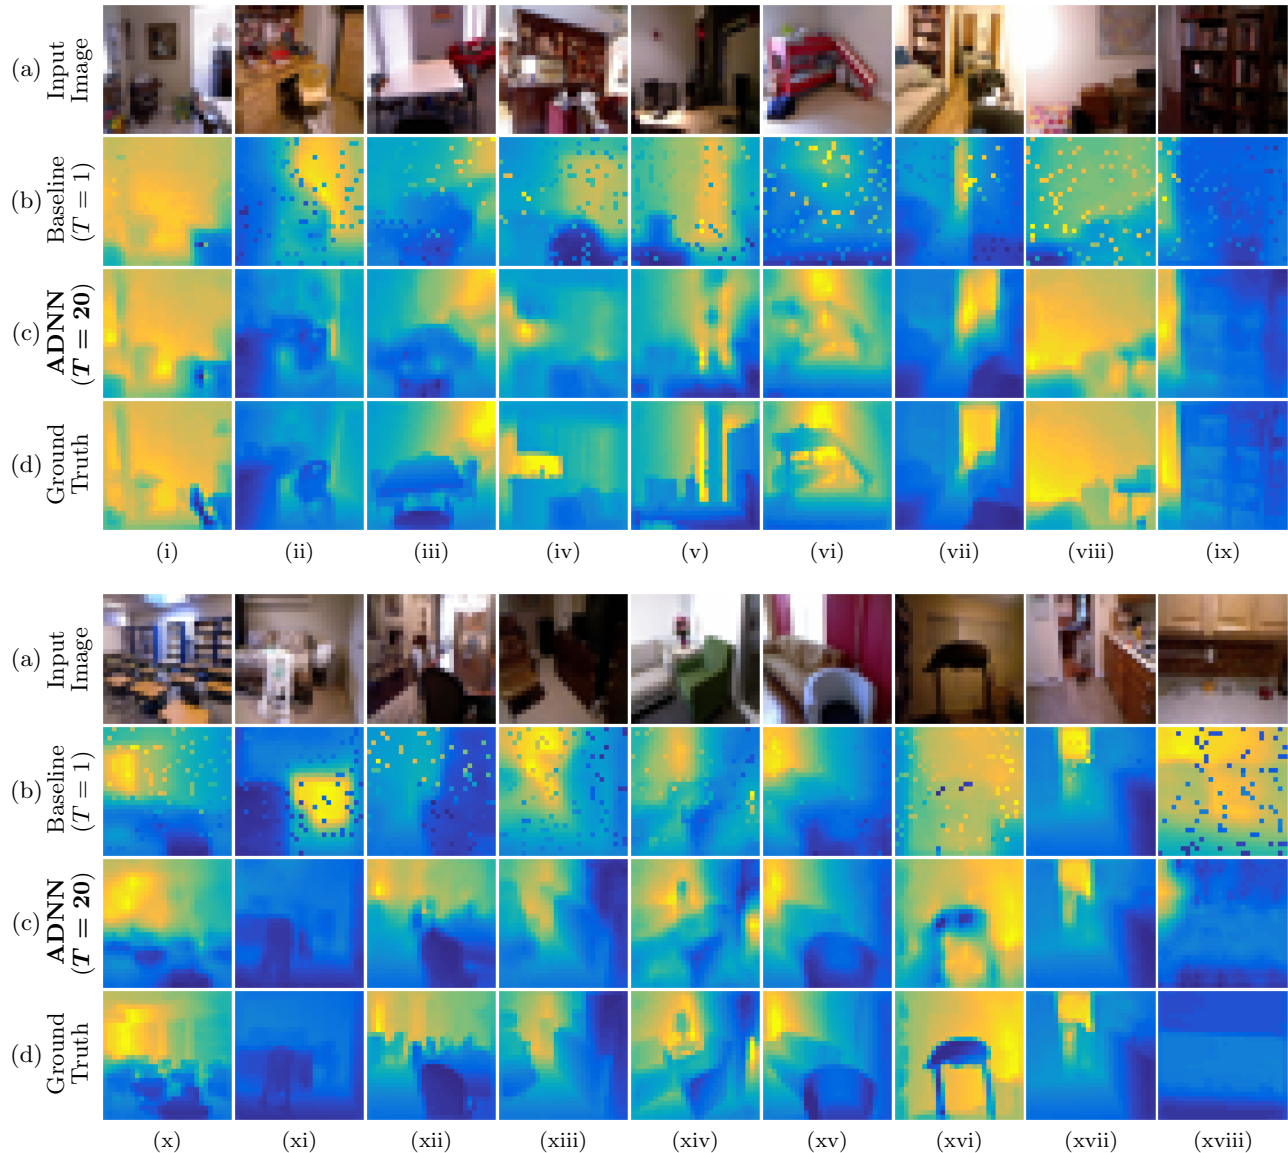 (a) Input Image
(b) Baseline (T = 1)
(c) ADNN (T = 20)
(d) Ground Truth
(i) (ii) (iii) (iv) (v) (vi) (vii) (viii) (ix)
(a) Input Image
(b) Baseline (T = 1)
(c) ADNN (T = 20)
(d) Ground Truth
(x) (xi) (xii) (xiii) (xiv) (xv) (xvi) (xvii) (xviii)